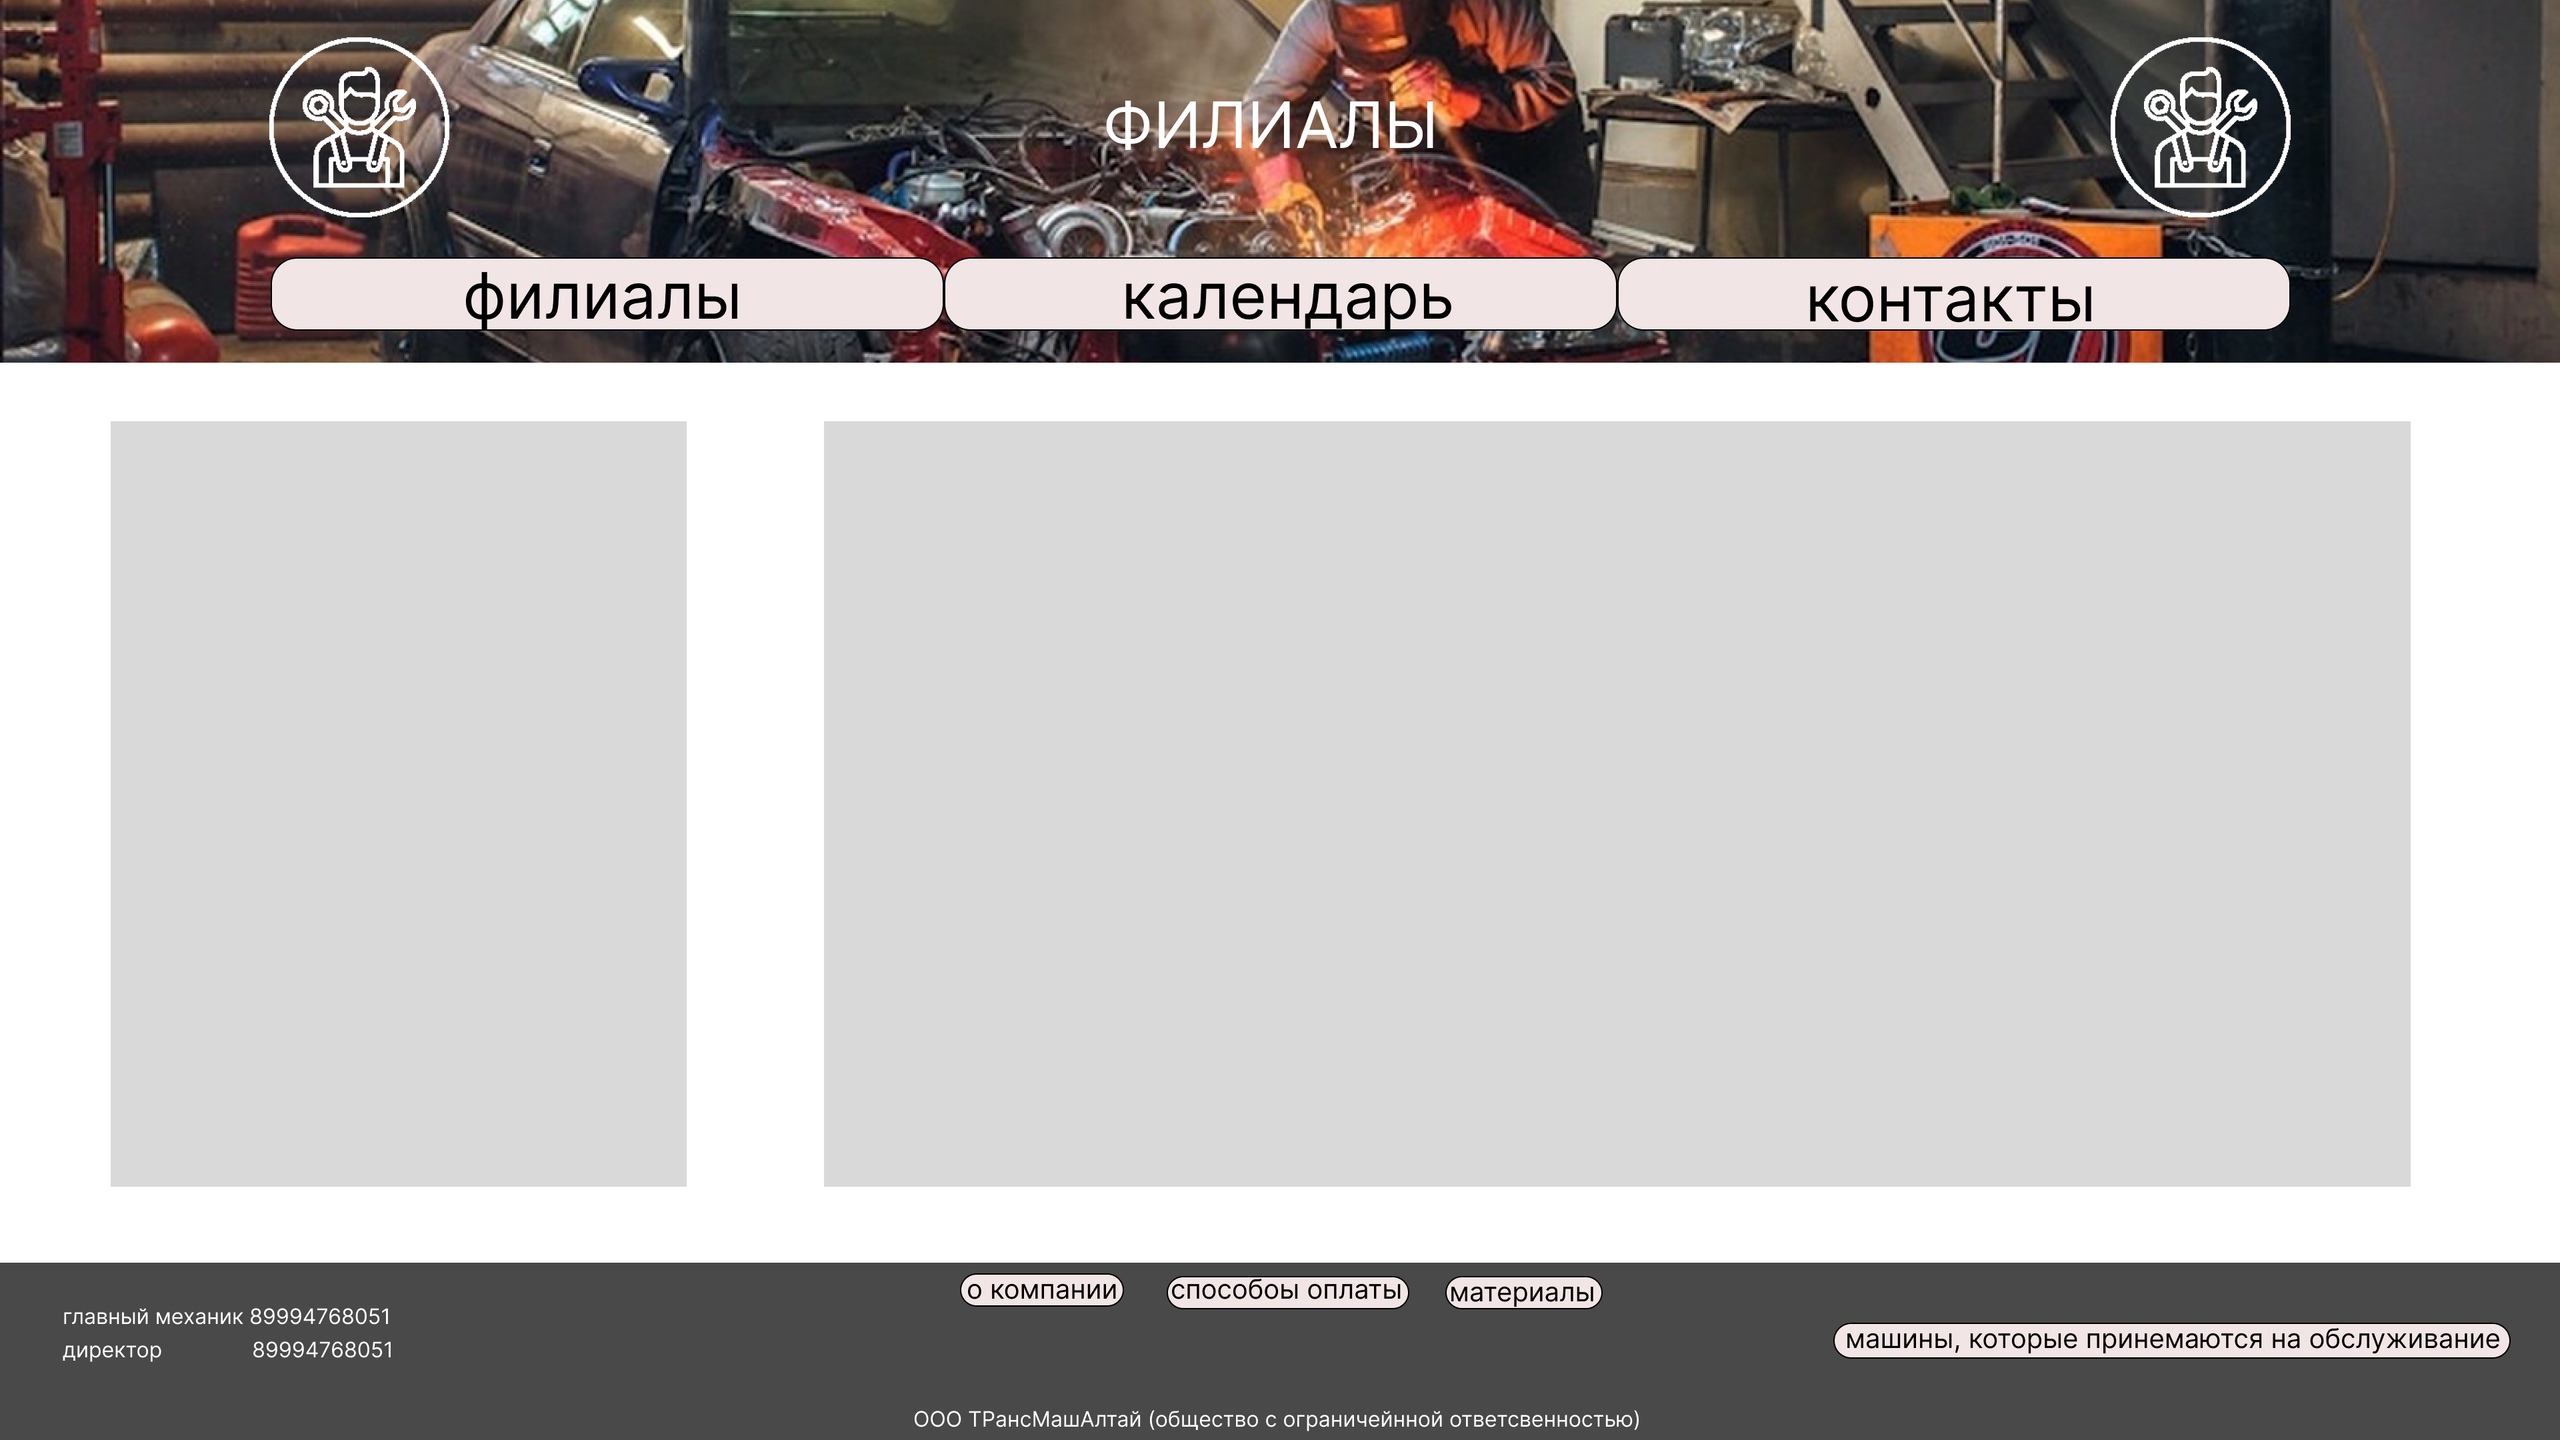 ФИЛИАЛЫ
филиалы
календарь
контакты
о компании
способоы оплаты
материалы
главный механик 89994768051
директор 89994768051
машины, которые принемаются на обслуживание
ООО ТРансМашАлтай (общество с ограничейнной ответсвенностью)